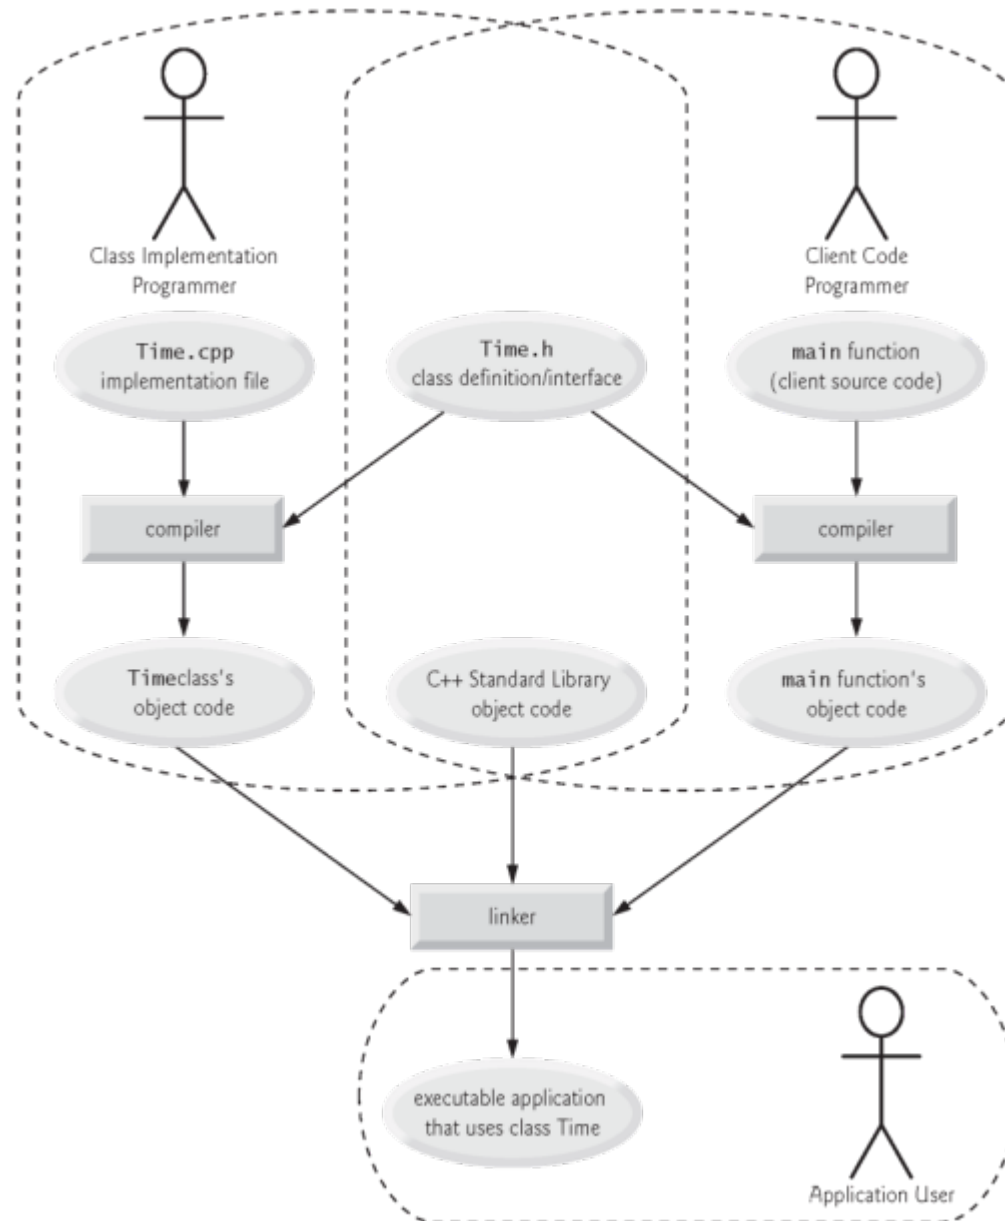 Class Implementation
Programmer
Client Code
Programmer
Time.cpp
implementation file
Time.h
class definition/interface
main function
(client source code)
compiler
compiler
Timeclass's
object code
C++ Standard Library
object code
main function's
object code
linker
executable application
that uses class Time
Application User